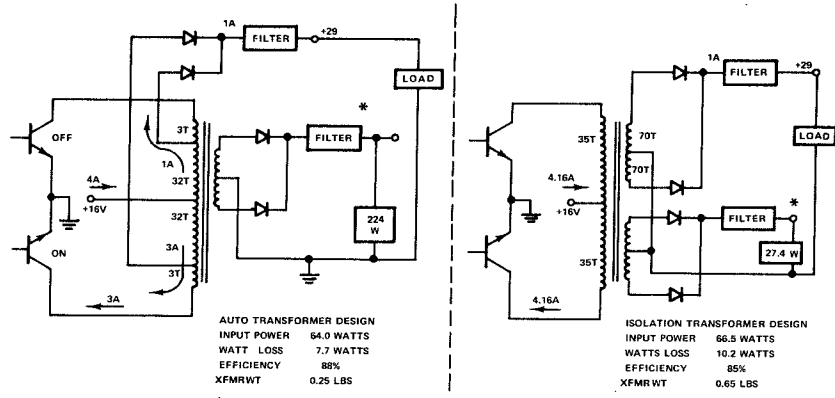 1A
FILTER
+29
LOAD
*
OFF
3T
FILTER
1A
4A
32T
+16V
32T
224
W
3A
ON
3T
3A
AUTO TRANSFORMER DESIGN
INPUT POWER 64.0 WATTS
WATT LOSS 7.7 WATTS
EFFICIENCY 88%
XFMRWT 0.25 LBS
1A
FILTER
+29
LOAD
35T
70T
70T
4.16A
+16V
*
FILTER
35T
27.4 W
4.16A
ISOLATION TRANSFORMER DESIGN
INPUT POWER 66.5 WATTS
WATTS LOSS 10.2 WATTS
EFFICIENCY 85%
XFMR WT 0.65 LBS